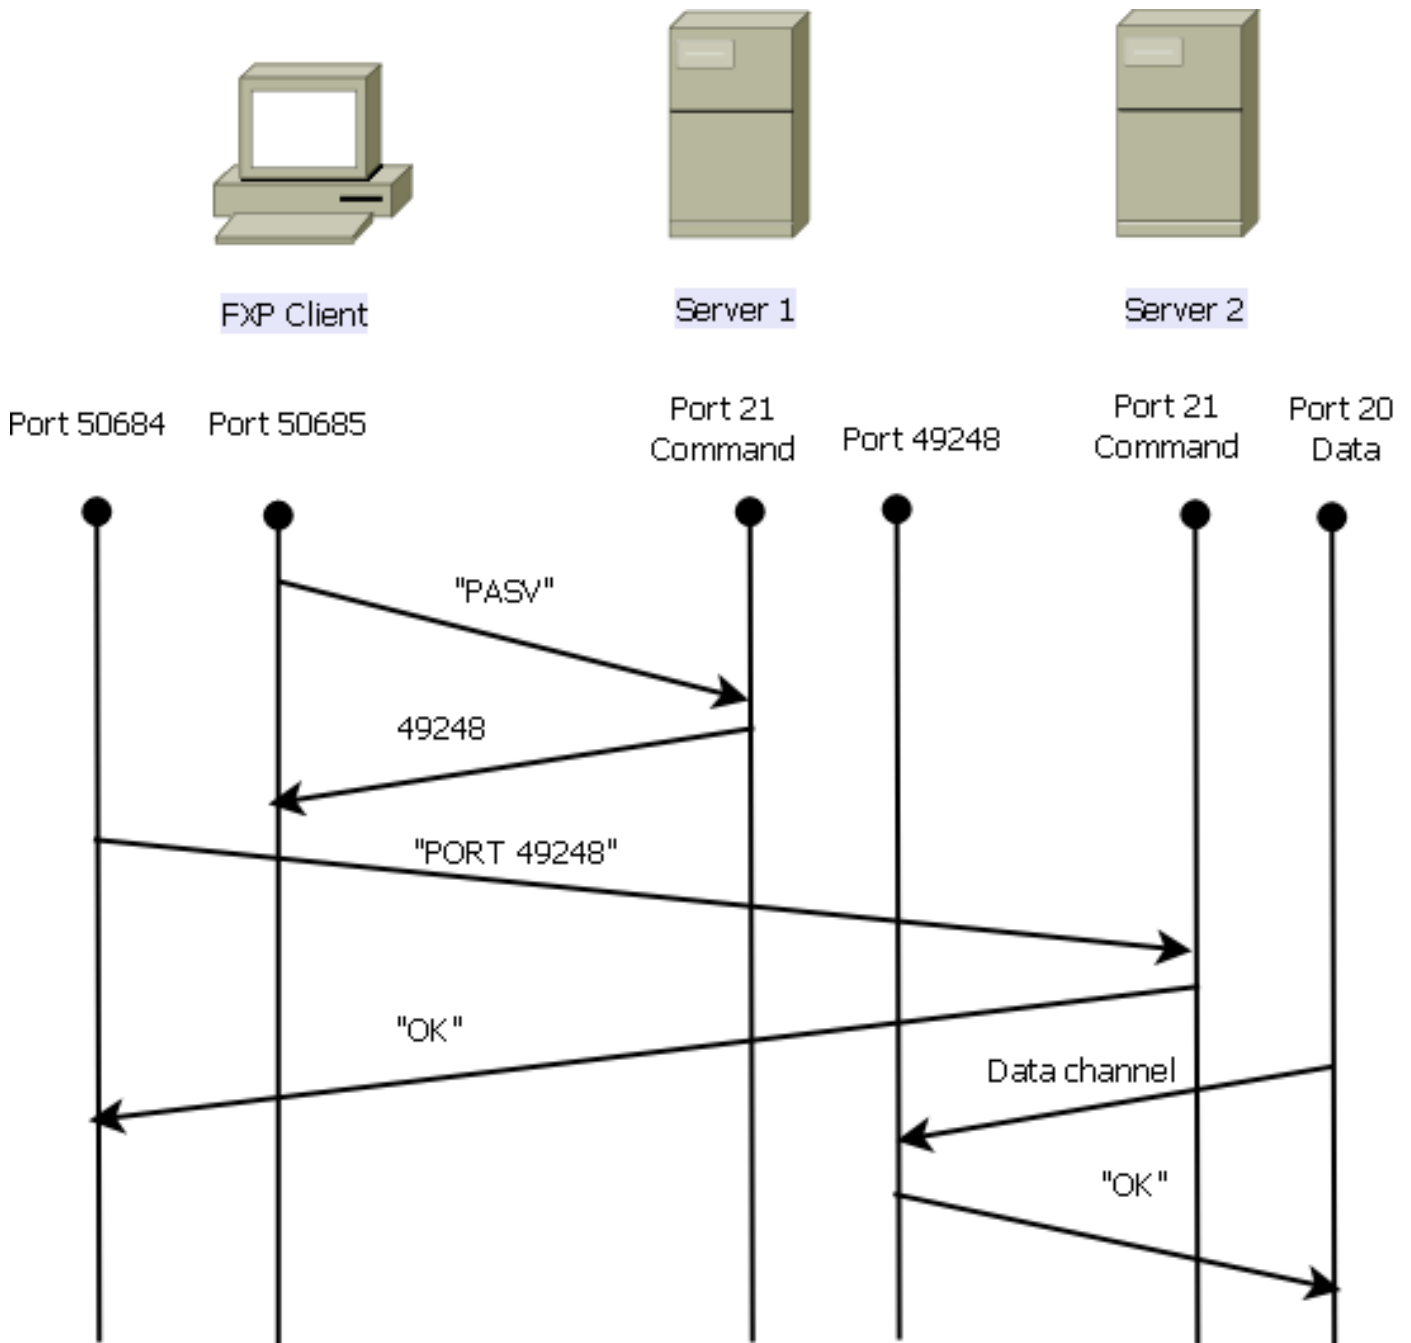 FXP Client
Server 1
Server 2
Port 50684
Port 50685
Port 21
Command
Port 49248
Port 21
Command
Port 20
Data
"PASV"
49248
"PORT 49248"
"OK"
Data channel
"OK"